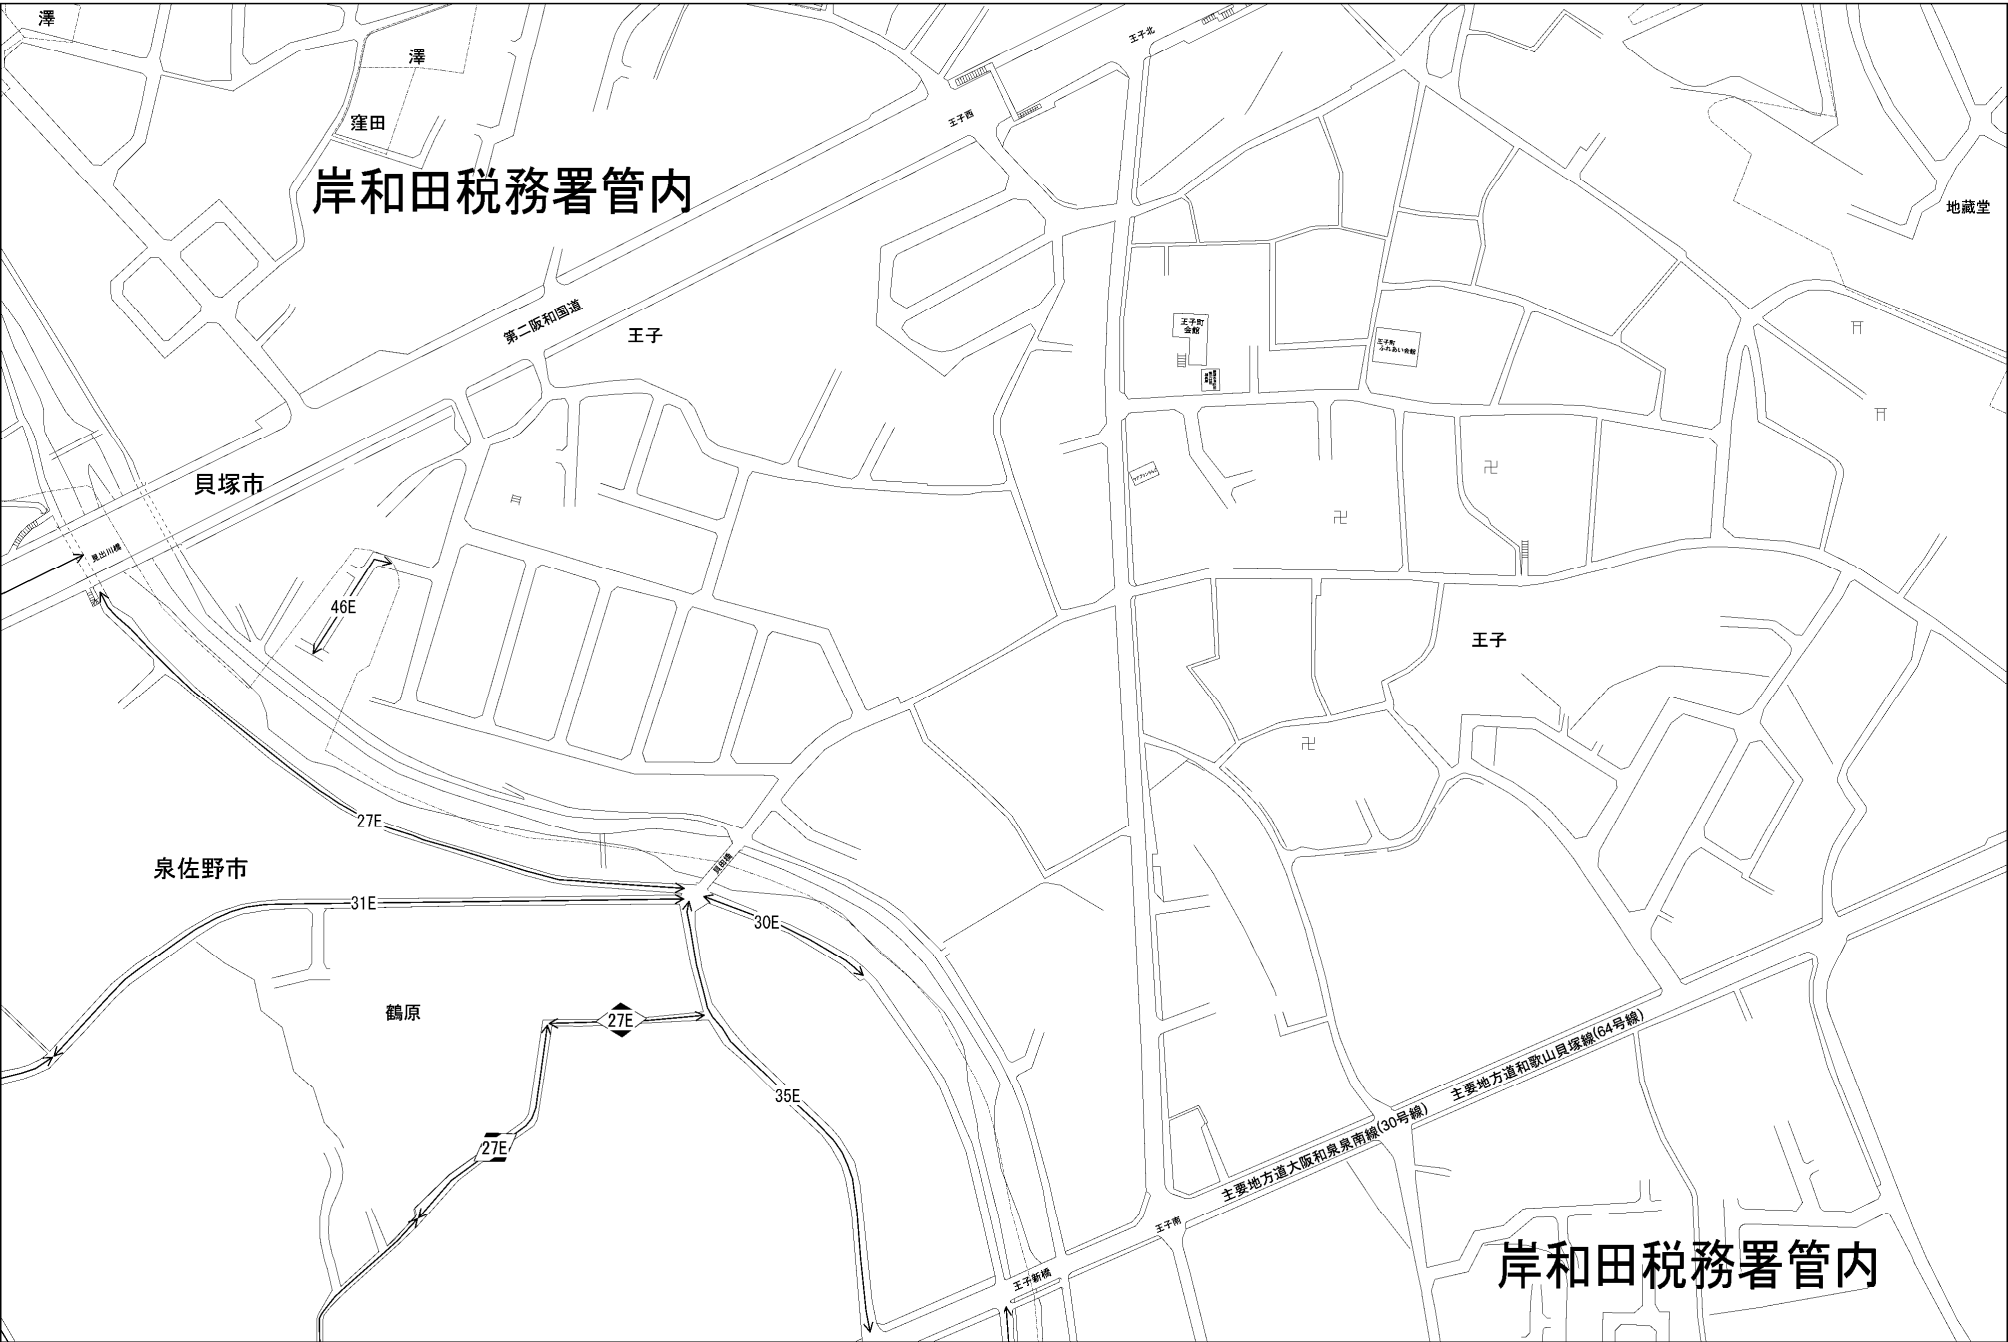 澤
澤
王子北
窪田
王子西
岸和田税務署管内
地蔵堂
第二阪和国道
王子
王子町
会館
王子町
ふれあい会館
貝塚市
見出川橋
46E
王子
27E
貝田橋
泉佐野市
31E
30E
鶴原
27E
主要地方道和歌山貝塚線(64号線)
35E
主要地方道大阪和泉泉南線(30号線)
27E
王子南
岸和田税務署管内
王子新橋